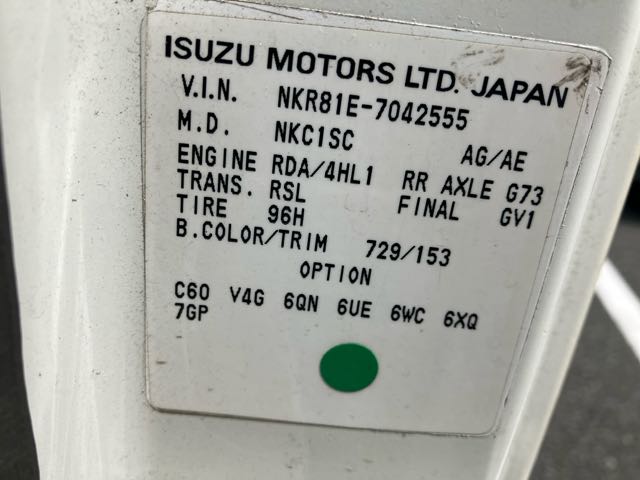 ISUZU MOTORS LTD. JAPAN
V.I.N. NKR81E-7042555
M.D. NKC1SC AG/AE
ENGINE RDA/4HL1 RR AXLE G73
TRANS. RSL FINAL GV1
TIRE 96H
B.COLOR/TRIM 729/153
OPTION
C60 V4G 6QN 6UE 6WC 6XQ
7GP